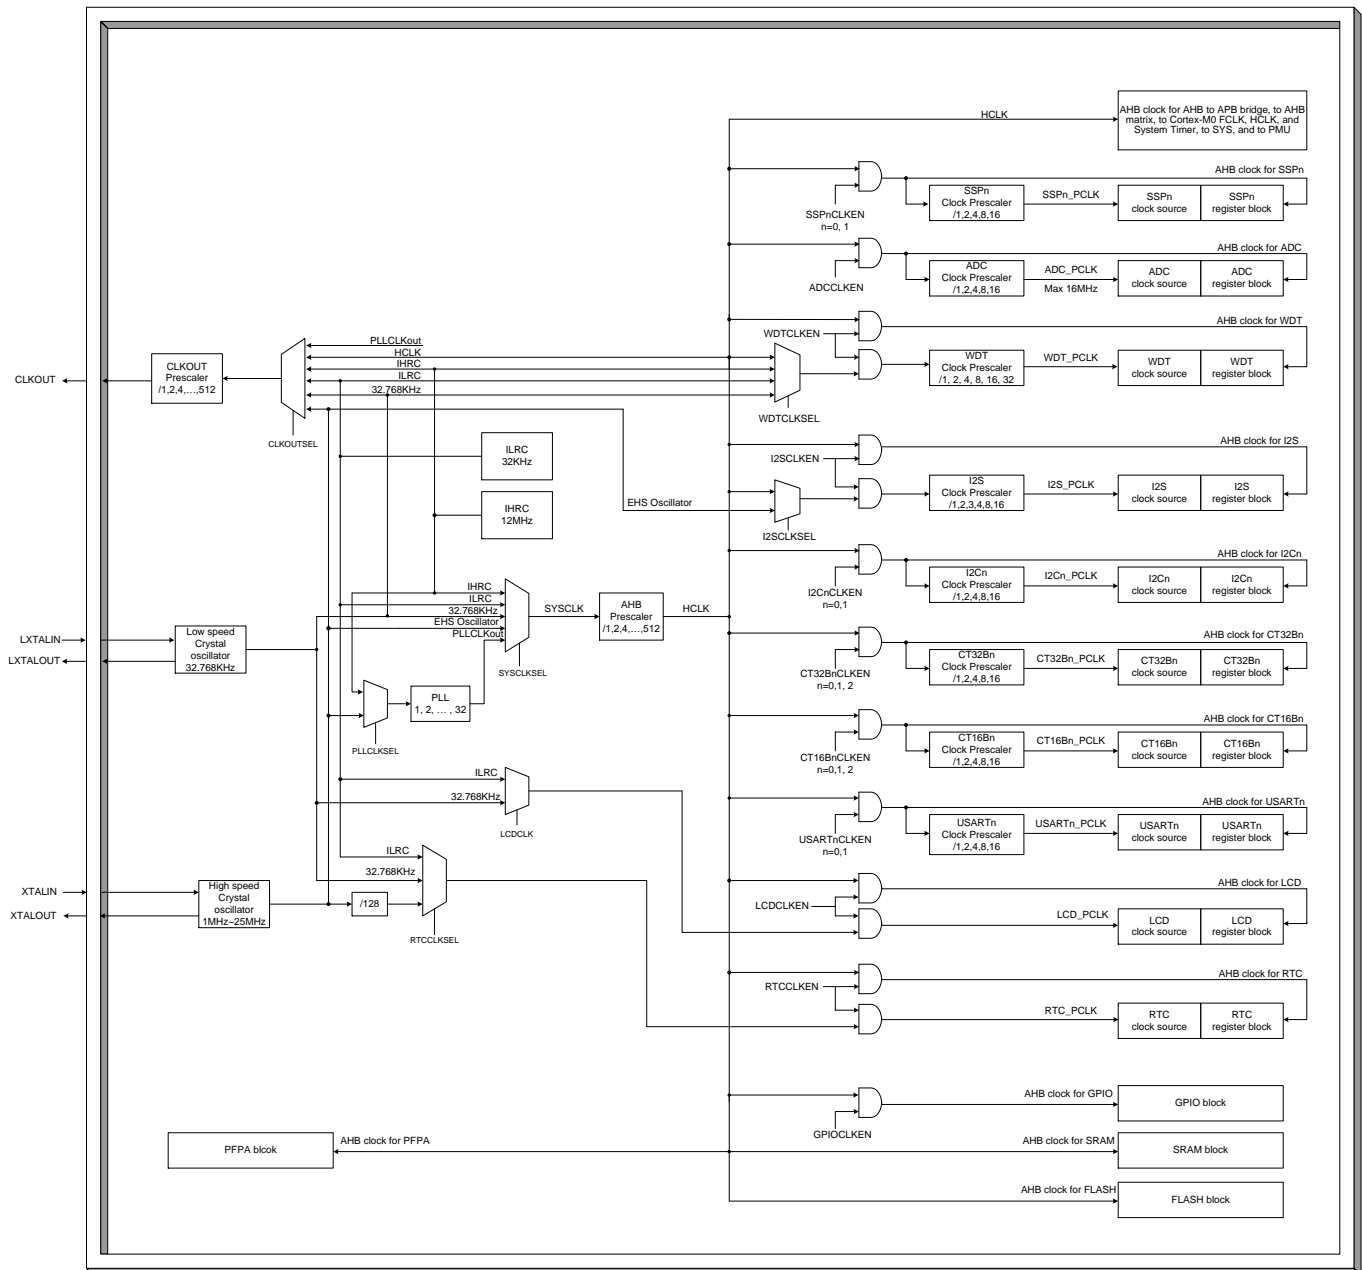 HCLK
AHB clock for AHB to APB bridge, to AHB
matrix, to Cortex-M0 FCLK, HCLK, and
System Timer, to SYS, and to PMU
AHB clock for SSPn
SSPnCLKEN
n=0, 1
SSPn
Clock Prescaler
/1,2,4,8,16
SSPn_PCLK
SSPn
clock source
SSPn
register block
AHB clock for ADC
ADCCLKEN
ADC
Clock Prescaler
/1,2,4,8,16
ADC_PCLK
Max 16MHz
ADC
clock source
ADC
register block
AHB clock for WDT
WDTCLKEN
WDT
Clock Prescaler
/1, 2, 4, 8, 16, 32
WDT_PCLK
WDT
clock source
WDT
register block
WDTCLKSEL
PLLCLKout
HCLK
IHRC
ILRC
32.768KHz
CLKOUT
CLKOUT
Prescaler
/1,2,4,…,512
CLKOUTSEL
ILRC
32KHz
IHRC
12MHz
EHS Oscillator
AHB clock for I2S
I2SCLKEN
I2S
Clock Prescaler
/1,2,3,4,8,16
I2S_PCLK
I2S
clock source
I2S
register block
I2SCLKSEL
AHB clock for I2Cn
I2CnCLKEN
n=0,1
I2Cn
Clock Prescaler
/1,2,4,8,16
I2Cn_PCLK
I2Cn
clock source
I2Cn
register block
IHRC
ILRC
32.768KHz
EHS Oscillator
PLLCLKout
SYSCLKSEL
SYSCLK
AHB
Prescaler
/1,2,4,…,512
HCLK
LXTALIN
LXTALOUT
Low speed
Crystal
oscillator
32.768KHz
PLL
1, 2, … , 32
PLLCLKSEL
AHB clock for CT32Bn
CT32BnCLKEN
n=0,1, 2
CT32Bn
Clock Prescaler
/1,2,4,8,16
CT32Bn_PCLK
CT32Bn
clock source
CT32Bn
register block
AHB clock for CT16Bn
CT16BnCLKEN
n=0,1, 2
CT16Bn
Clock Prescaler
/1,2,4,8,16
CT16Bn_PCLK
CT16Bn
clock source
CT16Bn
register block
ILRC
32.768KHz
LCDCLK
AHB clock for USARTn
USARTnCLKEN
n=0,1
USARTn
Clock Prescaler
/1,2,4,8,16
USARTn_PCLK
USARTn
clock source
USARTn
register block
ILRC
32.768KHz
XTALIN
XTALOUT
High speed
Crystal
oscillator
1MHz~25MHz
/128
RTCCLKSEL
AHB clock for LCD
LCDCLKEN
LCD_PCLK
LCD
clock source
LCD
register block
AHB clock for RTC
RTCCLKEN
RTC_PCLK
RTC
clock source
RTC
register block
AHB clock for GPIO
GPIOCLKEN
GPIO block
PFPA blcok
AHB clock for PFPA
AHB clock for SRAM
SRAM block
AHB clock for FLASH
FLASH block